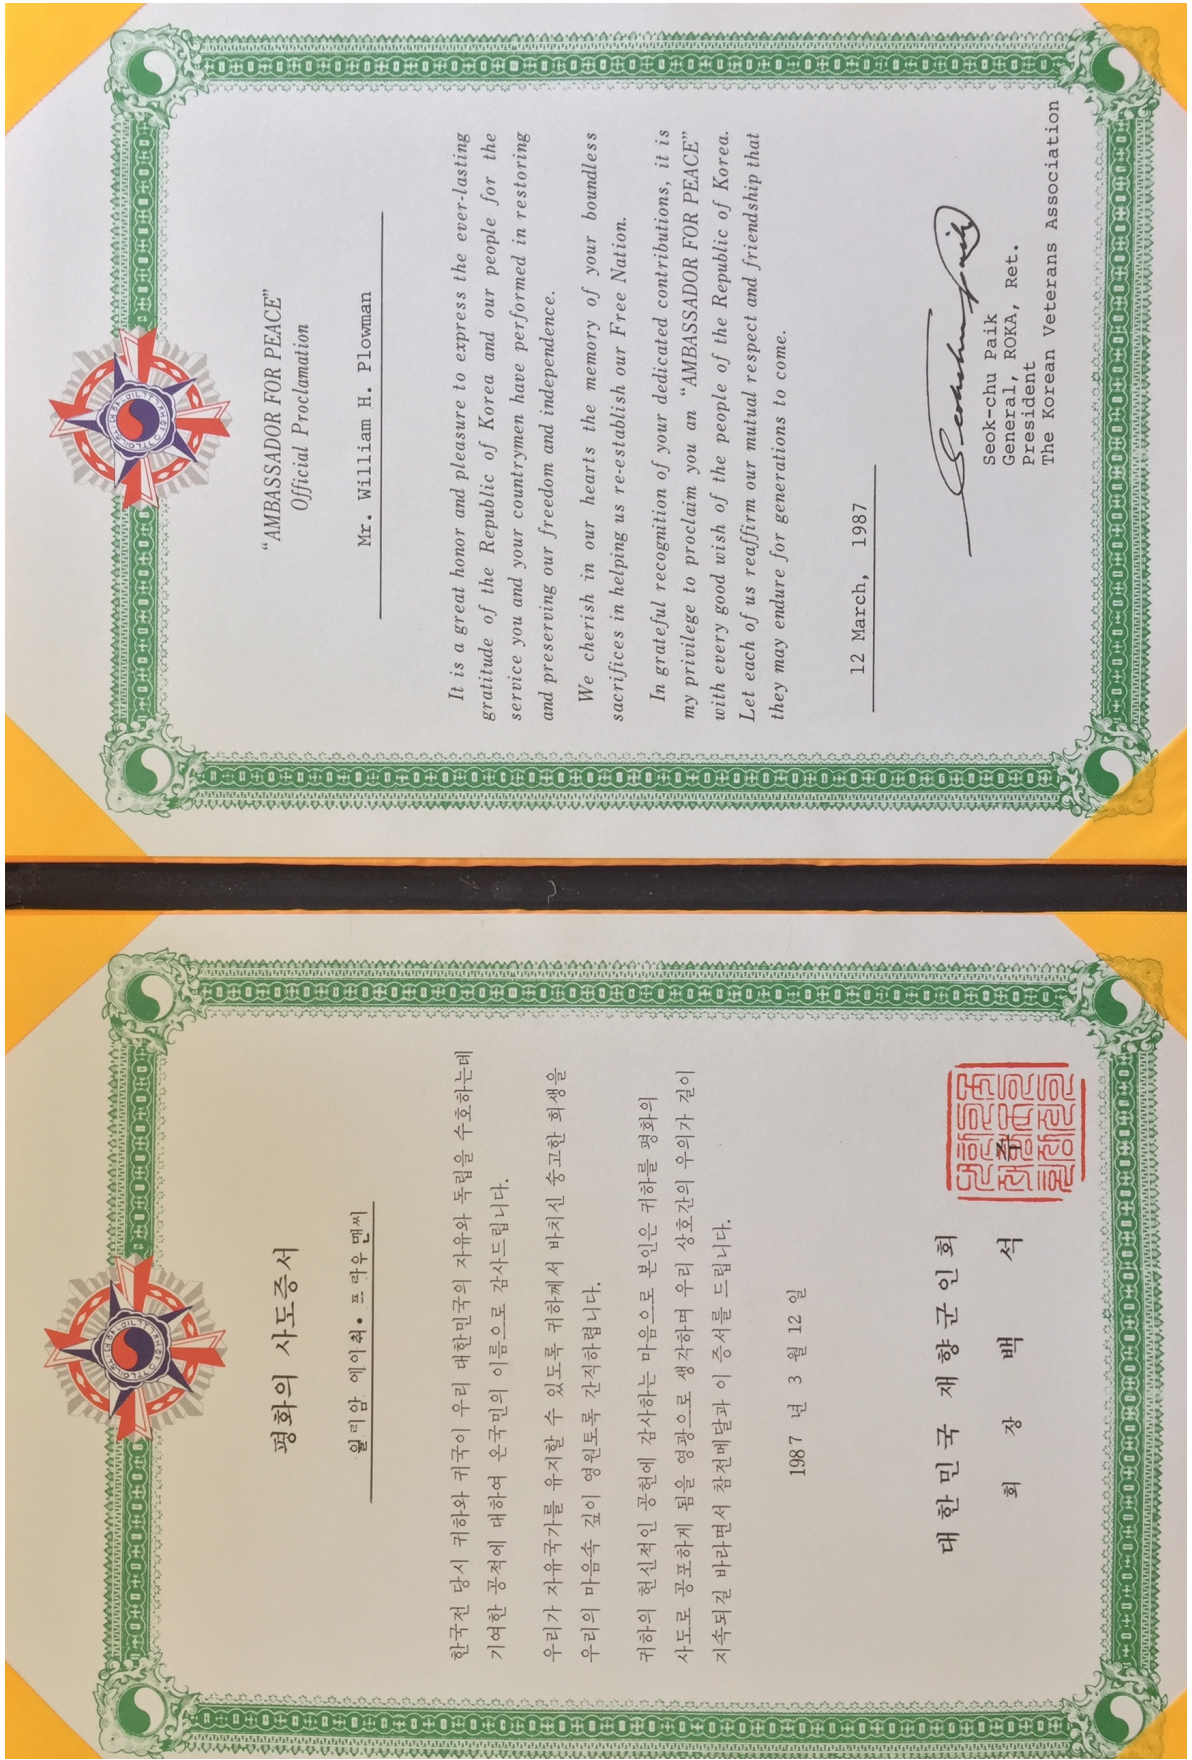 평화의 사도증서
윌리암 에이취. 프라우맨씨
한국전 당시 귀하와 귀국이 우리 대한민국의 자유와 독립을 수호하는데
기여한 공적에 대하여 온국민의 이름으로 감사드립니다.
우리가 자유국가를 유지할 수 있도록 귀하께서 바치신 숭고한 희생을
우리의 마음속 깊이 영원토록 간직하렵니다.
귀하의 헌신적인 공헌에 감사하는 마음으로 본인은 귀하를 평화의
사도로 공포하게 됨을 영광으로 생각하며 우리 상호간의 우의가 길이
지속되길 바라면서 참전메달과 이 증서를 드립니다.
1987 년 3 월 12 일
대한민국 재향군인회
회 장 백 석 주
"AMBASSADOR FOR PEACE"
Official Proclamation
Mr. William H. Plowman
It is a great honor and pleasure to express the ever-lasting
gratitude of the Republic of Korea and our people for the
service you and your countrymen have performed in restoring
and preserving our freedom and independence.
We cherish in our hearts the memory of your boundless
sacrifices in helping us re-establish our Free Nation.
In grateful recognition of your dedicated contributions, it is
my privilege to proclaim you an "AMBASSADOR FOR PEACE"
with every good wish of the people of the Republic of Korea.
Let each of us reaffirm our mutual respect and friendship that
they may endure for generations to come.
12 March, 1987
Seok-chu Paik
General, ROKA, Ret.
President
The Korean Veterans Association